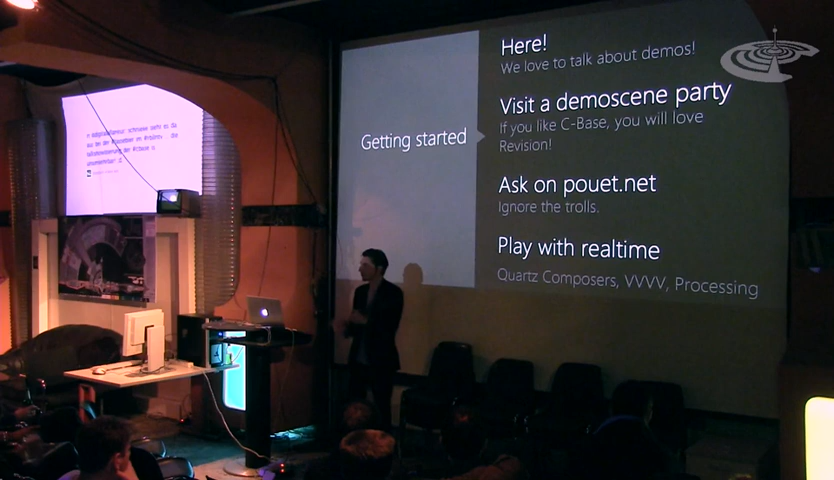 Here!
We love to talk about demos!
Getting started
Visit a demoscene party
If you like C-Base, you will love
Revision!
Ask on pouet.net
Ignore the trolls.
Play with realtime
Quartz Composers, VVVV, Processing